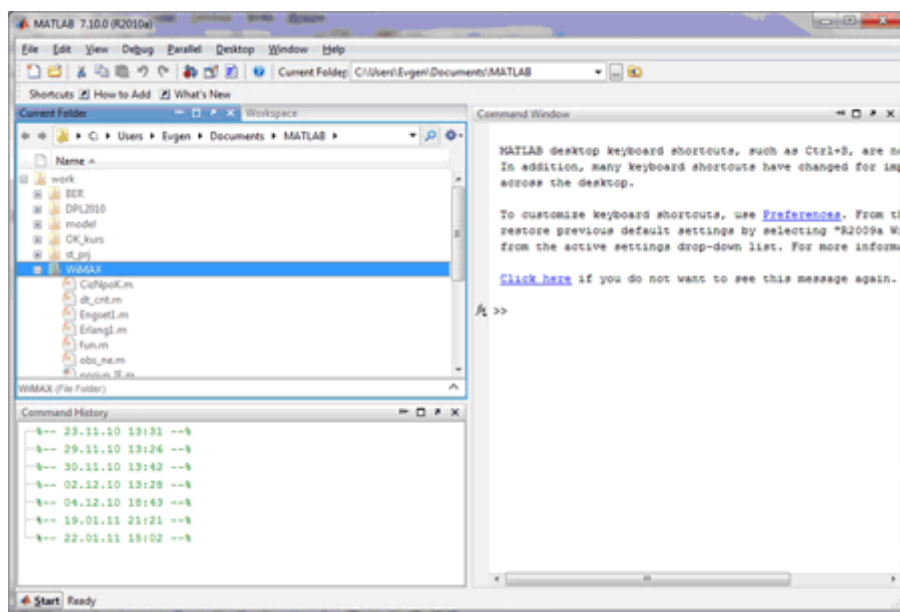 MATLAB 7.10.0 (R2010a)
File Edit View Debug Parallel Desktop Window Help
Current Folder: C:\Users\Evgen\Documents\MATLAB
Shortcuts How to Add What's New
Current Folder Workspace
C: Users Evgen Documents MATLAB
Name
work
BER
DPL2010
model
OK_kurs
st_prj
WiMAX
CizNpoK.m
dt_cnt.m
Engset1.m
Erlang1.m
fun.m
obs_ne.m
WiMAX (File Folder)
Command History
%-- 23.11.10 13:31 --%
%-- 29.11.10 13:26 --%
%-- 30.11.10 13:42 --%
%-- 02.12.10 13:28 --%
%-- 04.12.10 18:43 --%
%-- 19.01.11 21:21 --%
%-- 22.01.11 15:02 --%
Command Window
MATLAB desktop keyboard shortcuts, such as Ctrl+S, are n
In addition, many keyboard shortcuts have changed for im
across the desktop.
To customize keyboard shortcuts, use Preferences. From t
restore previous default settings by selecting "R2009a W
from the active settings drop-down list. For more inform
Click here if you do not want to see this message again.
fx >>
Start Ready